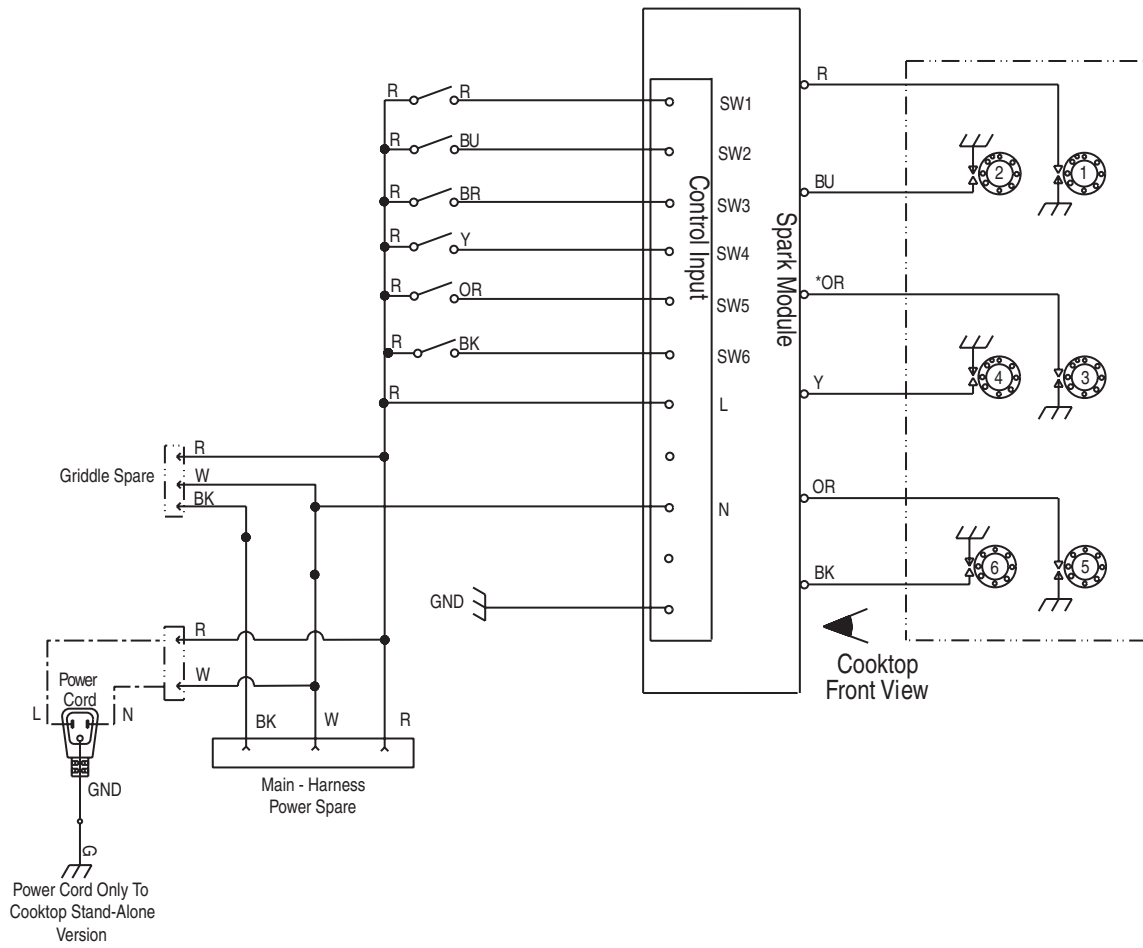 R
R
SW1
R
R
BU
SW2
2
1
R
BR
SW3
BU
R
Y
SW4
Control Input
Spark Module
R
OR
SW5
*OR
R
BK
SW6
4
3
R
L
Y
R
Griddle Spare
W
BK
N
OR
6
5
BK
GND
R
Cooktop
Front View
W
Power
Cord
L
N
BK
W
R
GND
Main - Harness
Power Spare
G
Power Cord Only To
Cooktop Stand-Alone
Version